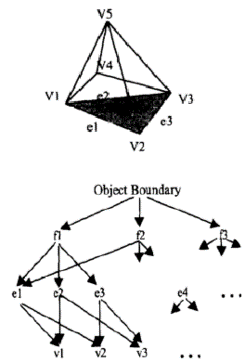 V5
V4
V1 e2 V3
e1 e3
V2
Object Boundary
f1 f2 f3
e1 e2 e3 e4
v1 v2 v3